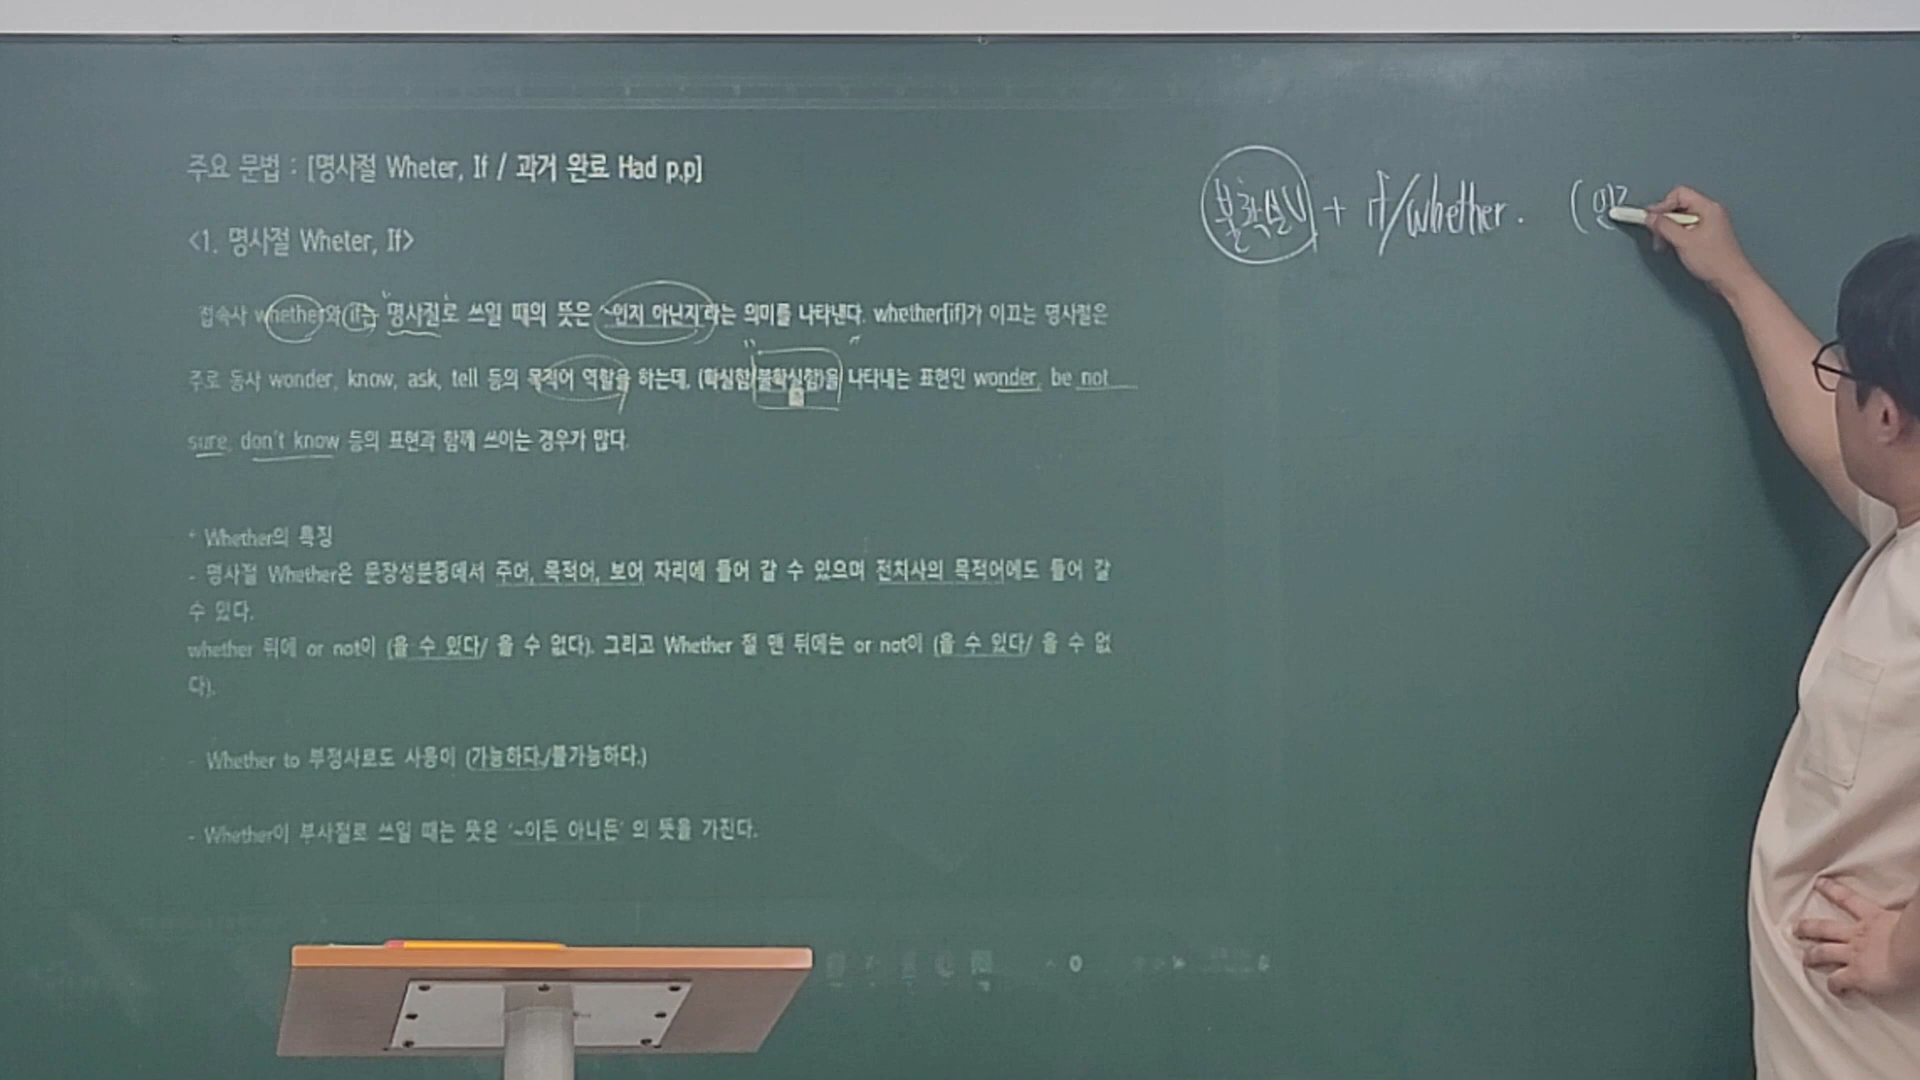 주요 문법 : [명사절 Wheter, If / 과거 완료 Had p.p]
<1. 명사절 Wheter, If>
접속사 whether와 if는 "명사절로 쓰일 때의 뜻은 '~인지 아닌지'라는 의미를 나타낸다. whether[if]가 이끄는 명사절은
주로 동사 wonder, know, ask, tell 등의 목적어 역할을 하는데, (확실함/불확실함)을 나타내는 표현인 wonder, be not
sure, don't know 등의 표현과 함께 쓰이는 경우가 많다.
* Whether의 특징
- 명사절 Whether은 문장성분중에서 주어, 목적어, 보어 자리에 들어 갈 수 있으며 전치사의 목적어에도 들어 갈
수 있다.
whether 뒤에 or not이 (올 수 있다/ 올 수 없다). 그리고 Whether 절 맨 뒤에는 or not이 (올 수 있다/ 올 수 없
다).
- Whether to 부정사로도 사용이 (가능하다./불가능하다.)
- Whether이 부사절로 쓰일 때는 뜻은 '~이든 아니든' 의 뜻을 가진다.
불확실V + if/whether. (